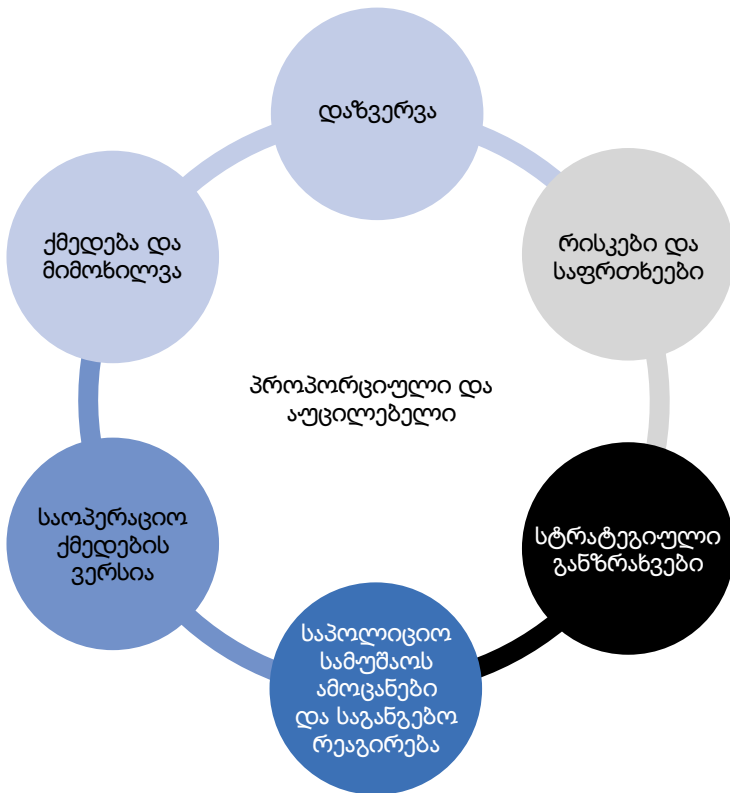 დაზვერვა
რისკები და
საფრთხეები
სტრატეგიული
განზრახვები
საპოლიციო
სამუშაოს
ამოცანები
და საგანგებო
რეაგირება
საოპერაციო
ქმედების
ვერსია
ქმედება და
მიმოხილვა
პროპორციული და
აუცილებელი